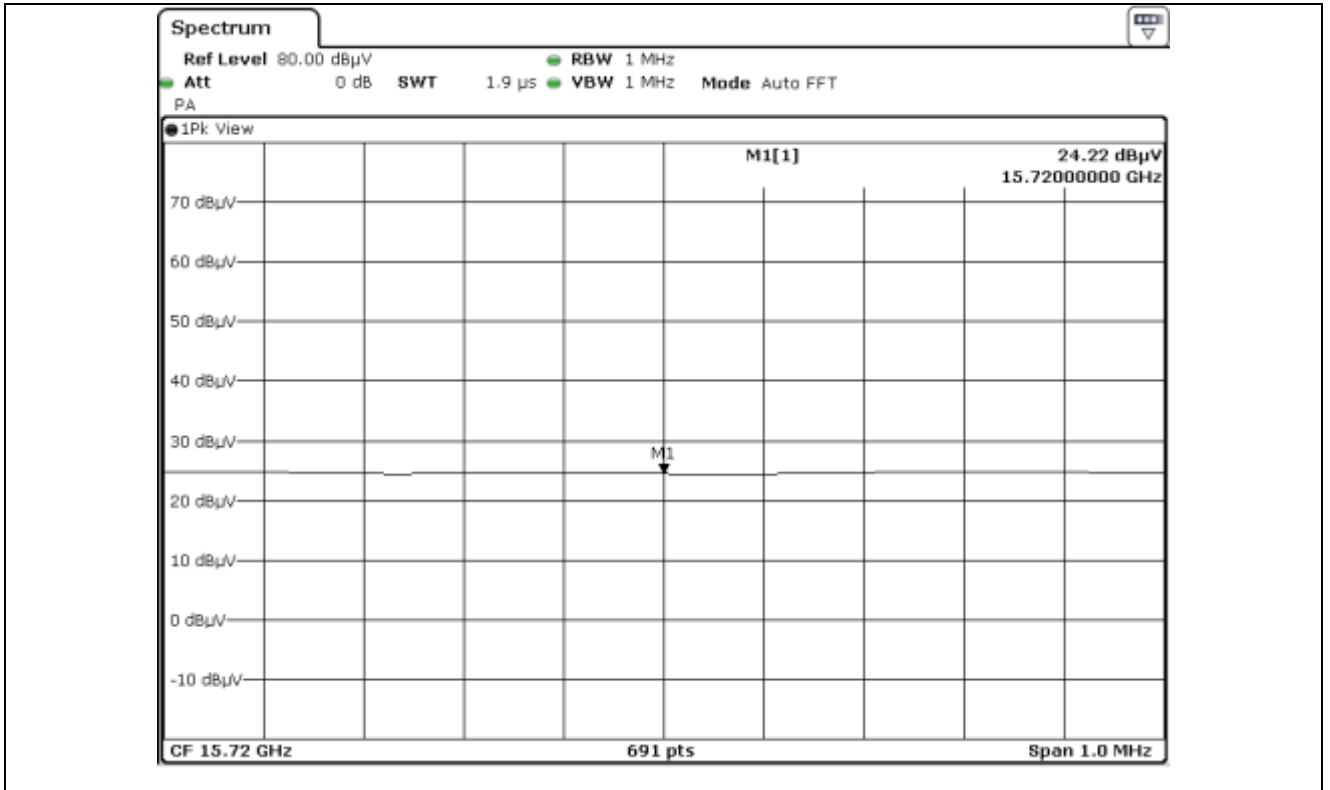 Spectrum
Ref Level 80.00 dBµV RBW 1 MHz
Att 0 dB SWT 1.9 µs VBW 1 MHz Mode Auto FFT
PA
1Pk View
M1[1] 24.22 dBµV
15.72000000 GHz
70 dBµV
60 dBµV
50 dBµV
40 dBµV
30 dBµV
M1
20 dBµV
10 dBµV
0 dBµV
-10 dBµV
CF 15.72 GHz 691 pts Span 1.0 MHz